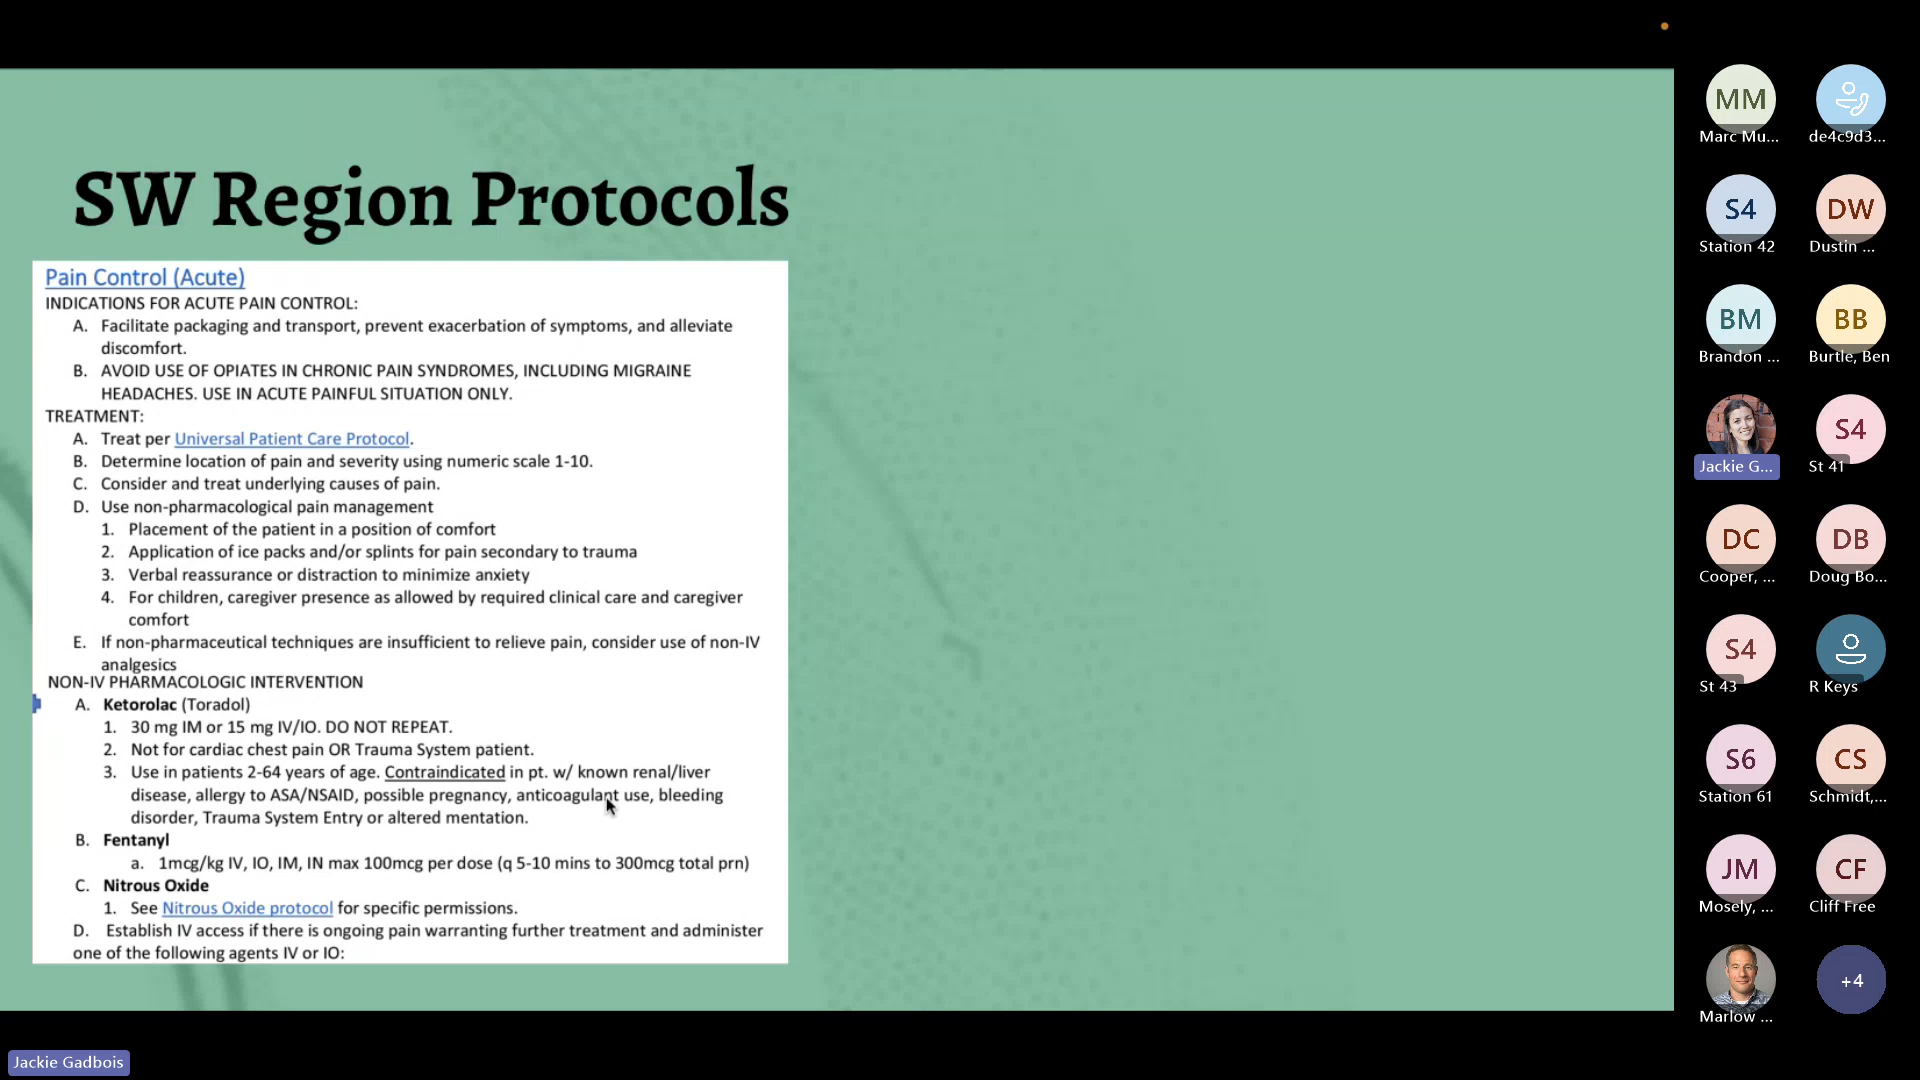 SW Region Protocols
Pain Control (Acute)
INDICATIONS FOR ACUTE PAIN CONTROL:
A. Facilitate packaging and transport, prevent exacerbation of symptoms, and alleviate
discomfort.
B. AVOID USE OF OPIATES IN CHRONIC PAIN SYNDROMES, INCLUDING MIGRAINE
HEADACHES. USE IN ACUTE PAINFUL SITUATION ONLY.
TREATMENT:
A. Treat per Universal Patient Care Protocol.
B. Determine location of pain and severity using numeric scale 1-10.
C. Consider and treat underlying causes of pain.
D. Use non-pharmacological pain management
1. Placement of the patient in a position of comfort
2. Application of ice packs and/or splints for pain secondary to trauma
3. Verbal reassurance or distraction to minimize anxiety
4. For children, caregiver presence as allowed by required clinical care and caregiver
comfort
E. If non-pharmaceutical techniques are insufficient to relieve pain, consider use of non-IV
analgesics
NON-IV PHARMACOLOGIC INTERVENTION
A. Ketorolac (Toradol)
1. 30 mg IM or 15 mg IV/IO. DO NOT REPEAT.
2. Not for cardiac chest pain OR Trauma System patient.
3. Use in patients 2-64 years of age. Contraindicated in pt. w/ known renal/liver
disease, allergy to ASA/NSAID, possible pregnancy, anticoagulant use, bleeding
disorder, Trauma System Entry or altered mentation.
B. Fentanyl
a. 1mcg/kg IV, IO, IM, IN max 100mcg per dose (q 5-10 mins to 300mcg total prn)
C. Nitrous Oxide
1. See Nitrous Oxide protocol for specific permissions.
D. Establish IV access if there is ongoing pain warranting further treatment and administer
one of the following agents IV or IO:
Jackie Gadbois
MM
Marc Mu...
de4c9d3...
S4
Station 42
DW
Dustin ...
BM
Brandon ...
BB
Burtle, Ben
Jackie G...
S4
St 41
DC
Cooper, ...
DB
Doug Bo...
S4
St 43
R Keys
S6
Station 61
CS
Schmidt,...
JM
Mosely, ...
CF
Cliff Free
Marlow ...
+4